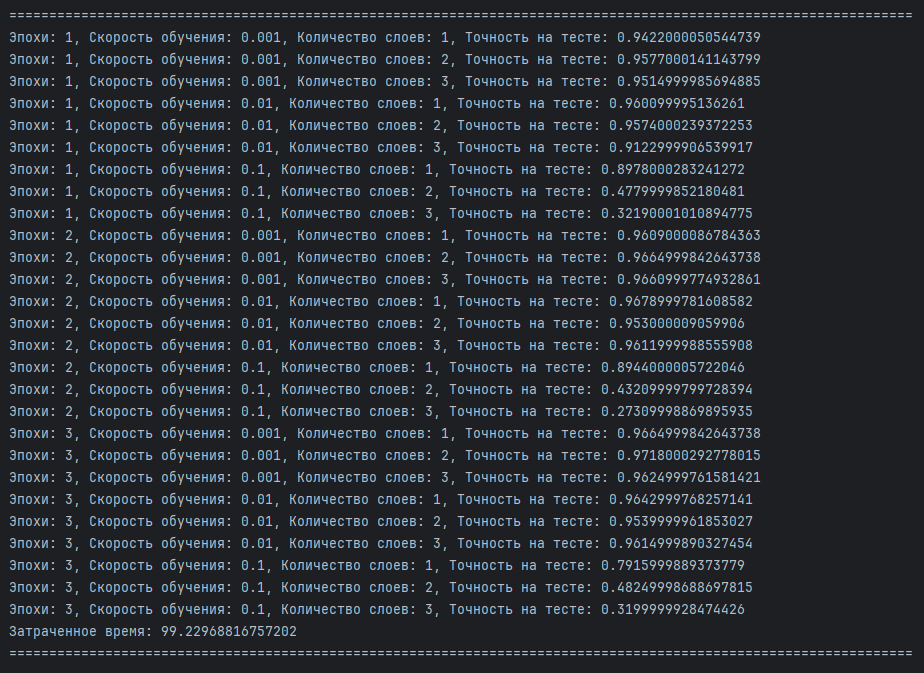 =================================================================================================================
Эпохи: 1, Скорость обучения: 0.001, Количество слоев: 1, Точность на тесте: 0.9422000050544739
Эпохи: 1, Скорость обучения: 0.001, Количество слоев: 2, Точность на тесте: 0.9577000141143799
Эпохи: 1, Скорость обучения: 0.001, Количество слоев: 3, Точность на тесте: 0.9514999985694885
Эпохи: 1, Скорость обучения: 0.01, Количество слоев: 1, Точность на тесте: 0.960099995136261
Эпохи: 1, Скорость обучения: 0.01, Количество слоев: 2, Точность на тесте: 0.9574000239372253
Эпохи: 1, Скорость обучения: 0.01, Количество слоев: 3, Точность на тесте: 0.9122999906539917
Эпохи: 1, Скорость обучения: 0.1, Количество слоев: 1, Точность на тесте: 0.8978000283241272
Эпохи: 1, Скорость обучения: 0.1, Количество слоев: 2, Точность на тесте: 0.4779999852180481
Эпохи: 1, Скорость обучения: 0.1, Количество слоев: 3, Точность на тесте: 0.32190001010894775
Эпохи: 2, Скорость обучения: 0.001, Количество слоев: 1, Точность на тесте: 0.9609000086784363
Эпохи: 2, Скорость обучения: 0.001, Количество слоев: 2, Точность на тесте: 0.9664999842643738
Эпохи: 2, Скорость обучения: 0.001, Количество слоев: 3, Точность на тесте: 0.9660999774932861
Эпохи: 2, Скорость обучения: 0.01, Количество слоев: 1, Точность на тесте: 0.9678999781608582
Эпохи: 2, Скорость обучения: 0.01, Количество слоев: 2, Точность на тесте: 0.953000009059906
Эпохи: 2, Скорость обучения: 0.01, Количество слоев: 3, Точность на тесте: 0.9611999988555908
Эпохи: 2, Скорость обучения: 0.1, Количество слоев: 1, Точность на тесте: 0.8944000005722046
Эпохи: 2, Скорость обучения: 0.1, Количество слоев: 2, Точность на тесте: 0.43209999799728394
Эпохи: 2, Скорость обучения: 0.1, Количество слоев: 3, Точность на тесте: 0.27309998869895935
Эпохи: 3, Скорость обучения: 0.001, Количество слоев: 1, Точность на тесте: 0.9664999842643738
Эпохи: 3, Скорость обучения: 0.001, Количество слоев: 2, Точность на тесте: 0.9718000292778015
Эпохи: 3, Скорость обучения: 0.001, Количество слоев: 3, Точность на тесте: 0.9624999761581421
Эпохи: 3, Скорость обучения: 0.01, Количество слоев: 1, Точность на тесте: 0.9642999768257141
Эпохи: 3, Скорость обучения: 0.01, Количество слоев: 2, Точность на тесте: 0.9539999961853027
Эпохи: 3, Скорость обучения: 0.01, Количество слоев: 3, Точность на тесте: 0.9614999890327454
Эпохи: 3, Скорость обучения: 0.1, Количество слоев: 1, Точность на тесте: 0.7915999889373779
Эпохи: 3, Скорость обучения: 0.1, Количество слоев: 2, Точность на тесте: 0.48249998688697815
Эпохи: 3, Скорость обучения: 0.1, Количество слоев: 3, Точность на тесте: 0.3199999928474426
Затраченное время: 99.22968816757202
=================================================================================================================